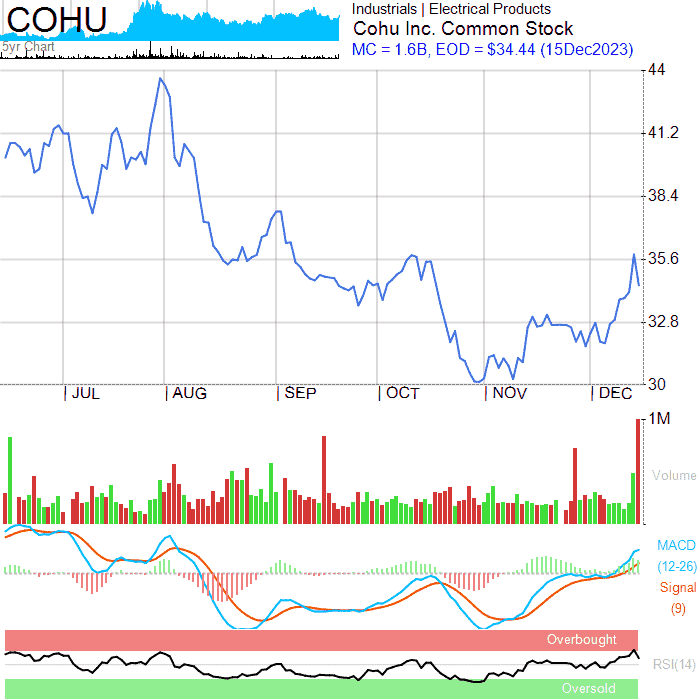 COHU
5yr Chart
Industrials | Electrical Products
Cohu Inc. Common Stock
MC = 1.6B, EOD = $34.44 (15Dec2023)
44
41.2
38.4
35.6
32.8
30
| JUL | AUG | SEP | OCT | NOV | DEC
1M
Volume
MACD
(12-26)
Signal
(9)
Overbought
RSI(14)
Oversold